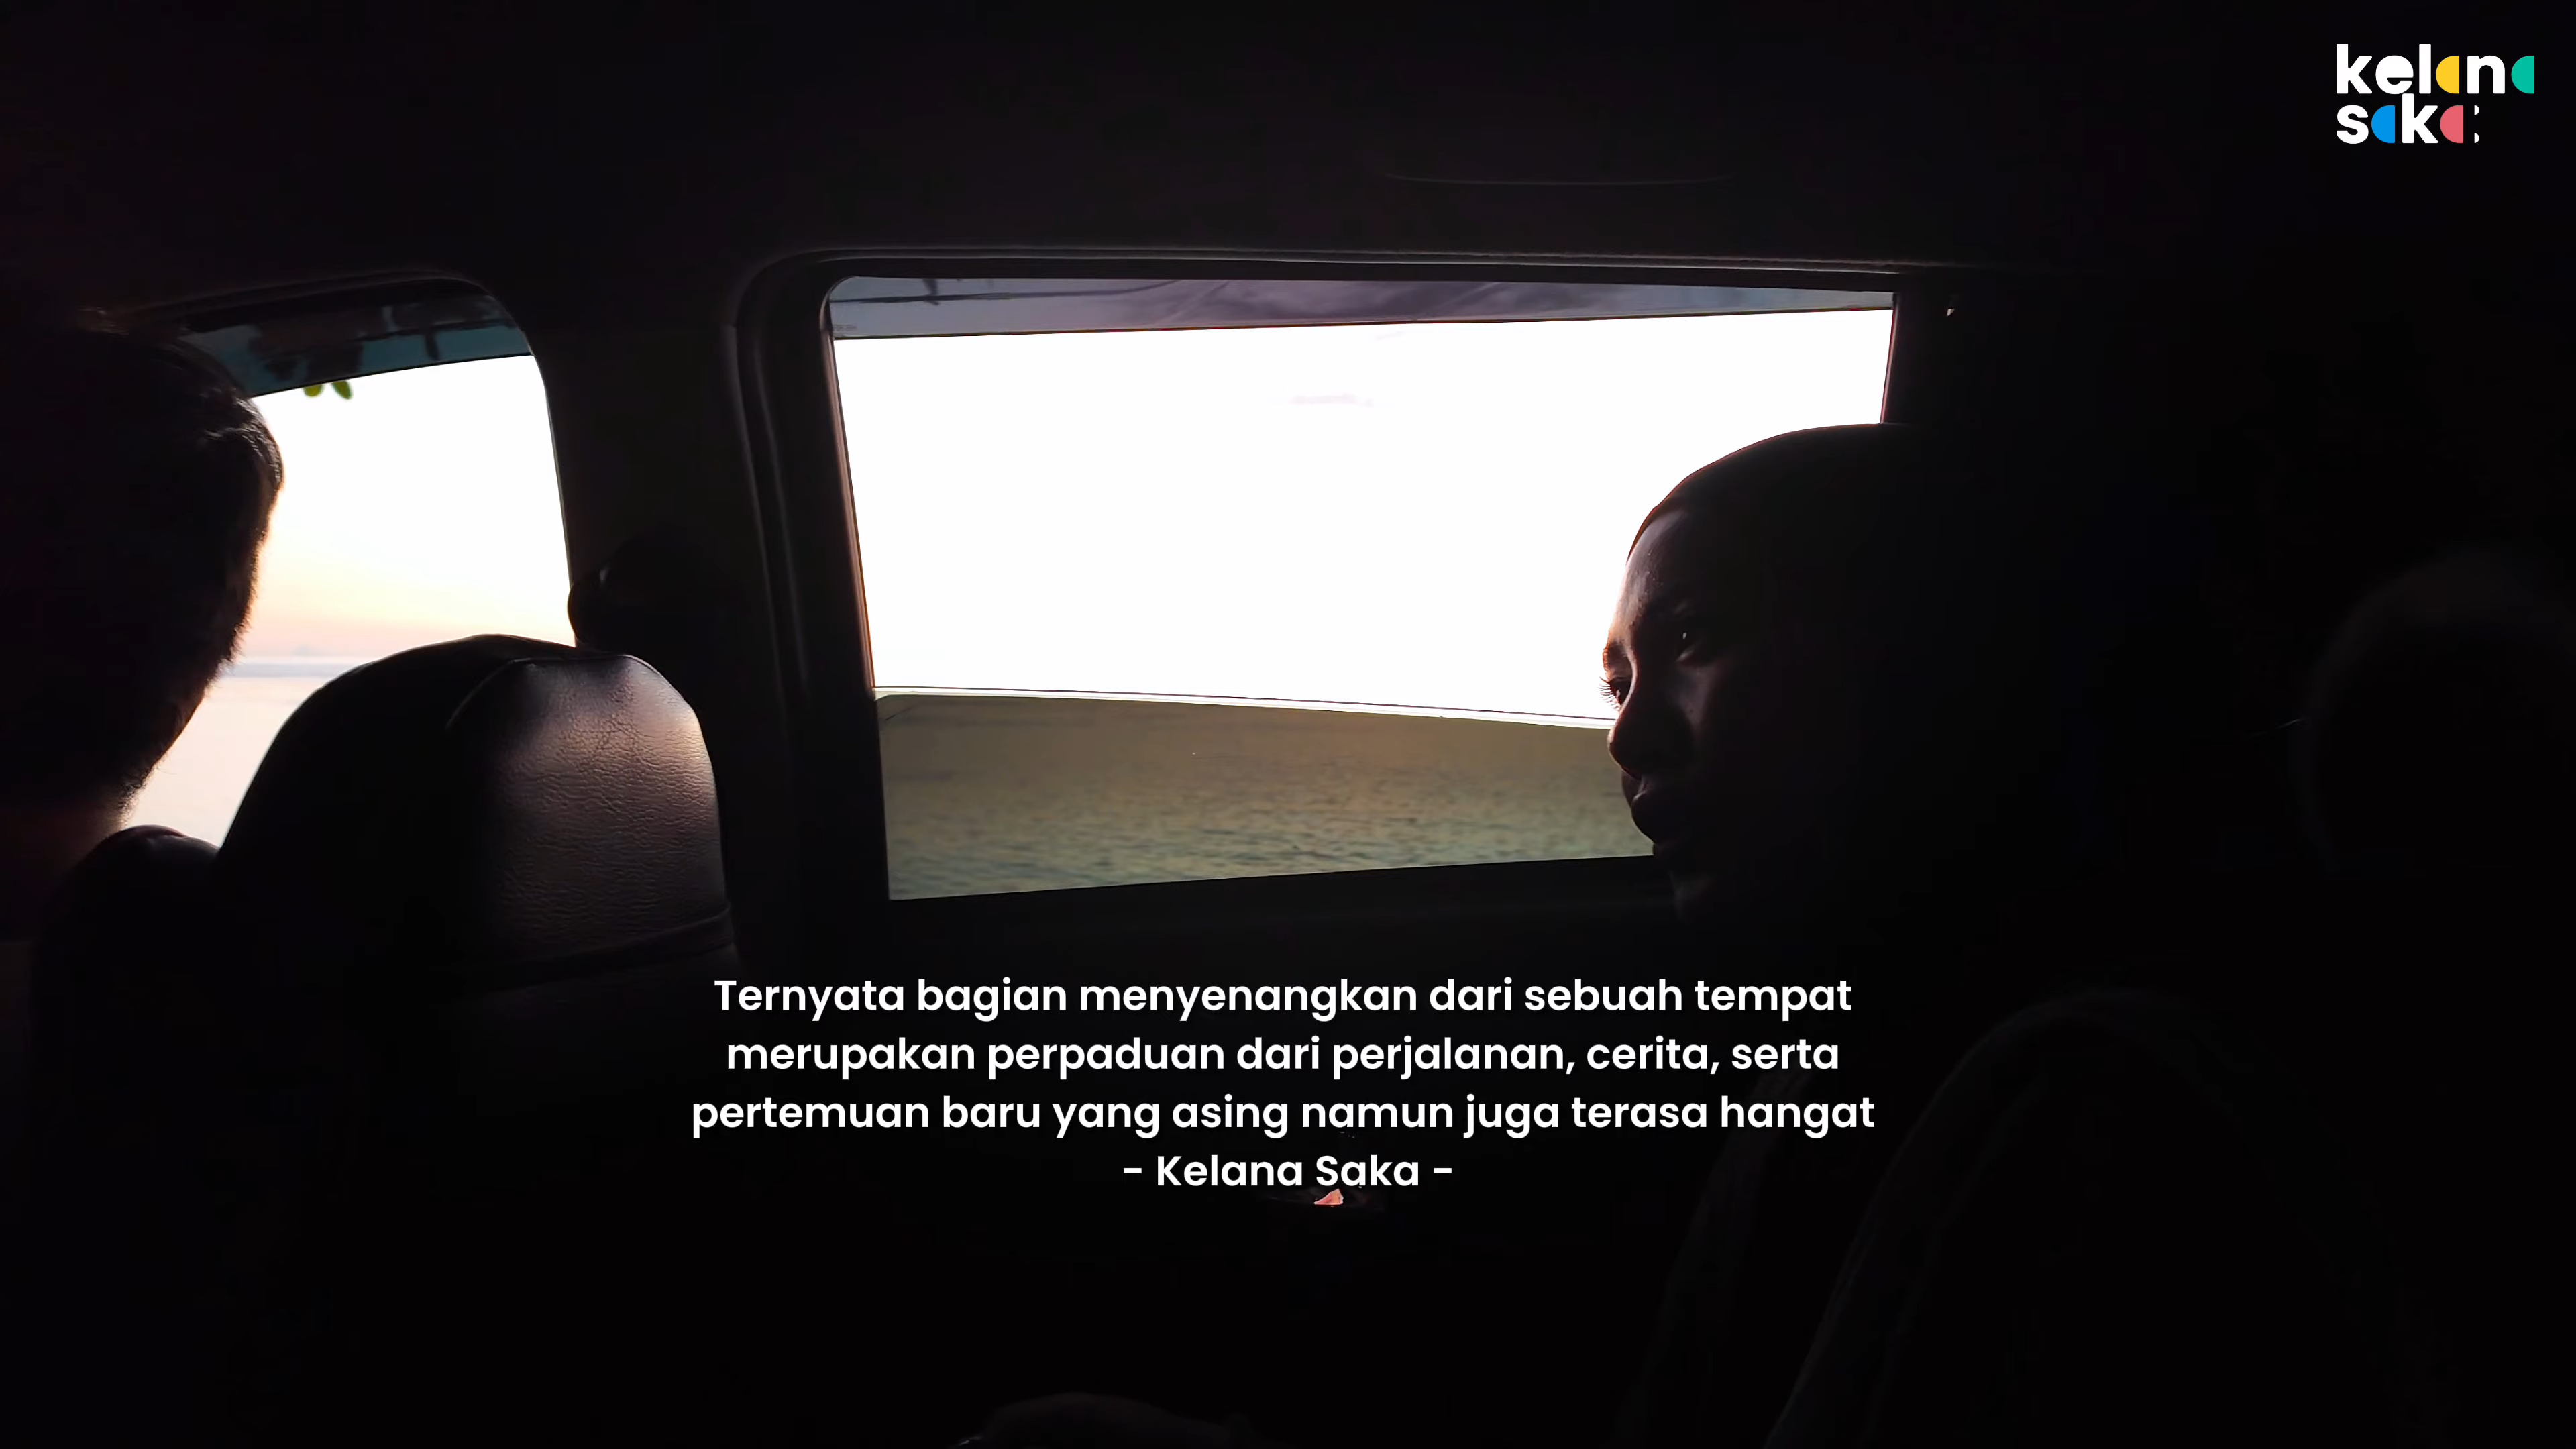 kelana
saka
Ternyata bagian menyenangkan dari sebuah tempat
merupakan perpaduan dari perjalanan, cerita, serta
pertemuan baru yang asing namun juga terasa hangat
- Kelana Saka -